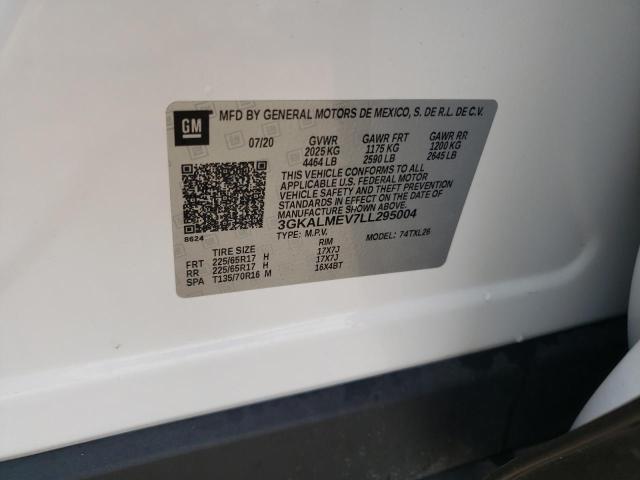 GM
MFD BY GENERAL MOTORS DE MEXICO, S. DE R.L. DE C.V.
07/20 GVWR GAWR FRT GAWR RR
2025 KG 1175 KG 1200 KG
4464 LB 2590 LB 2645 LB
THIS VEHICLE CONFORMS TO ALL
APPLICABLE U.S. FEDERAL MOTOR
VEHICLE SAFETY AND THEFT PREVENTION
STANDARDS IN EFFECT ON THE DATE OF
MANUFACTURE SHOWN ABOVE.
3GKALMEV7LL295004
8624 TYPE: M.P.V. MODEL: 74TXL26
TIRE SIZE RIM
FRT 225/65R17 H 17X7J
RR 225/65R17 H 17X7J
SPA T135/70R16 M 16X4BT